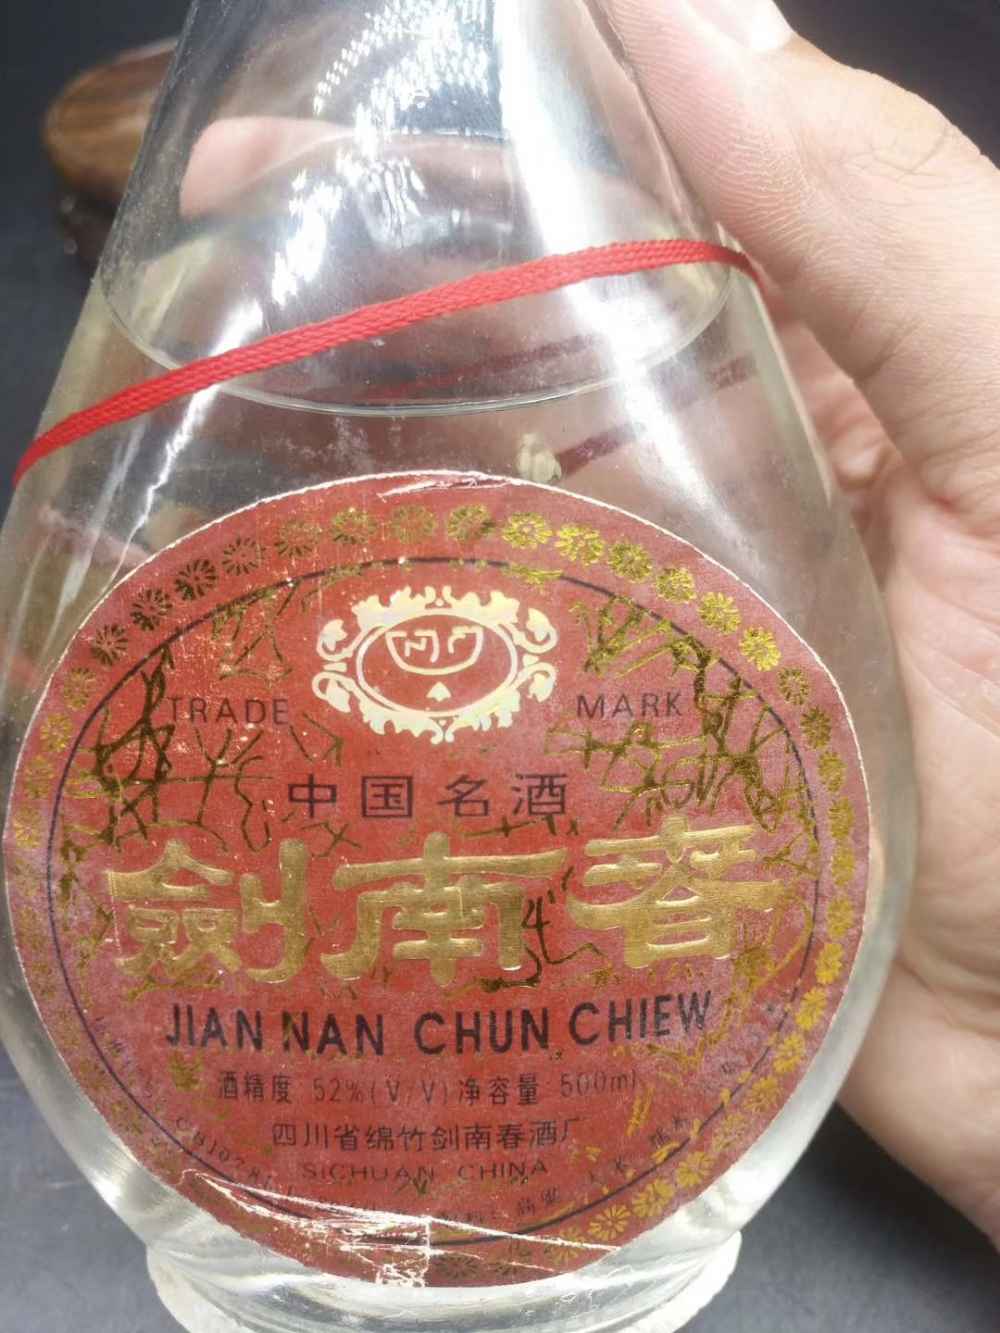 TRADE MARK
中国名酒
劍南春
JIAN NAN CHUN CHIEW
酒精度 52%(V/V) 净容量 500ml
四川省绵竹剑南春酒厂
SICHUAN CHINA